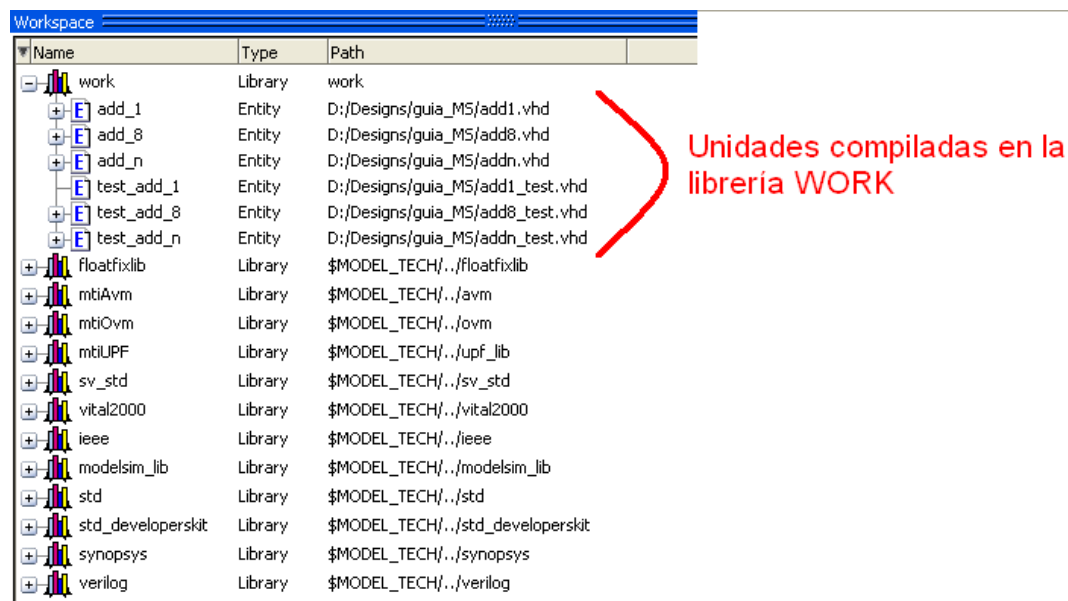 Workspace
Name Type Path
work Library work
add_1 Entity D:/Designs/guia_MS/add1.vhd
add_8 Entity D:/Designs/guia_MS/add8.vhd
add_n Entity D:/Designs/guia_MS/addn.vhd
test_add_1 Entity D:/Designs/guia_MS/add1_test.vhd
test_add_8 Entity D:/Designs/guia_MS/add8_test.vhd
test_add_n Entity D:/Designs/guia_MS/addn_test.vhd
floatfixlib Library $MODEL_TECH/../floatfixlib
mtiAvm Library $MODEL_TECH/../avm
mtiOvm Library $MODEL_TECH/../ovm
mtiUPF Library $MODEL_TECH/../upf_lib
sv_std Library $MODEL_TECH/../sv_std
vital2000 Library $MODEL_TECH/../vital2000
ieee Library $MODEL_TECH/../ieee
modelsim_lib Library $MODEL_TECH/../modelsim_lib
std Library $MODEL_TECH/../std
std_developerskit Library $MODEL_TECH/../std_developerskit
synopsys Library $MODEL_TECH/../synopsys
verilog Library $MODEL_TECH/../verilog
Unidades compiladas en la
librería WORK